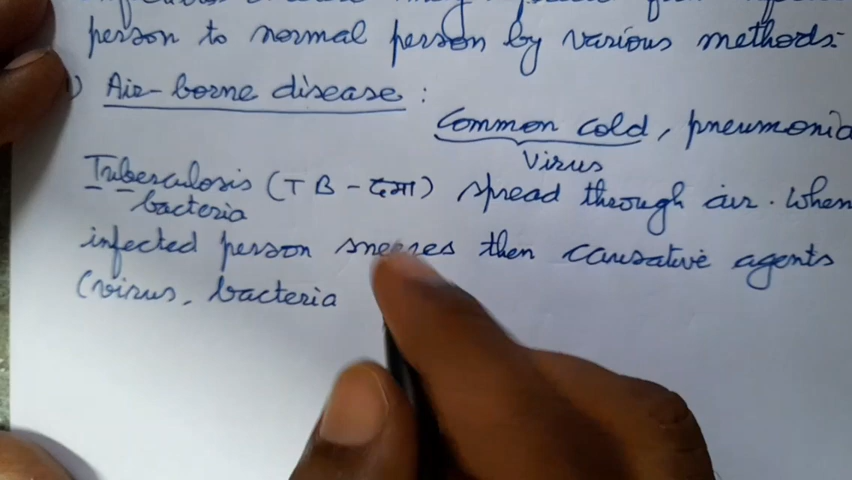 person to normal person by various methods:
1) Air-borne disease :
Common cold, pneumonia
Virus
Tuberculosis (TB - दमा) spread through air. When
bacteria
infected person sneezes then causative agents
(virus, bacteria